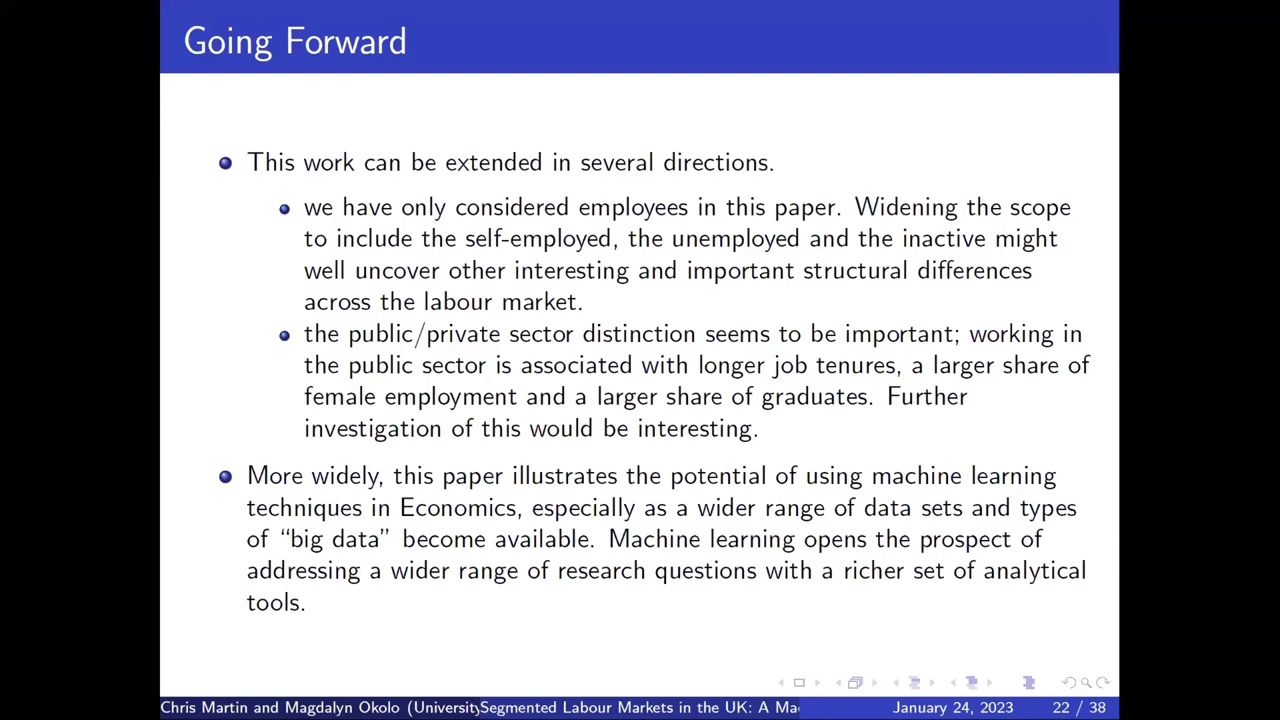 Going Forward
This work can be extended in several directions.
we have only considered employees in this paper. Widening the scope
to include the self-employed, the unemployed and the inactive might
well uncover other interesting and important structural differences
across the labour market.
the public/private sector distinction seems to be important; working in
the public sector is associated with longer job tenures, a larger share of
female employment and a larger share of graduates. Further
investigation of this would be interesting.
More widely, this paper illustrates the potential of using machine learning
techniques in Economics, especially as a wider range of data sets and types
of “big data” become available. Machine learning opens the prospect of
addressing a wider range of research questions with a richer set of analytical
tools.
Chris Martin and Magdalyn Okolo (University Segmented Labour Markets in the UK: A Ma January 24, 2023 22 / 38